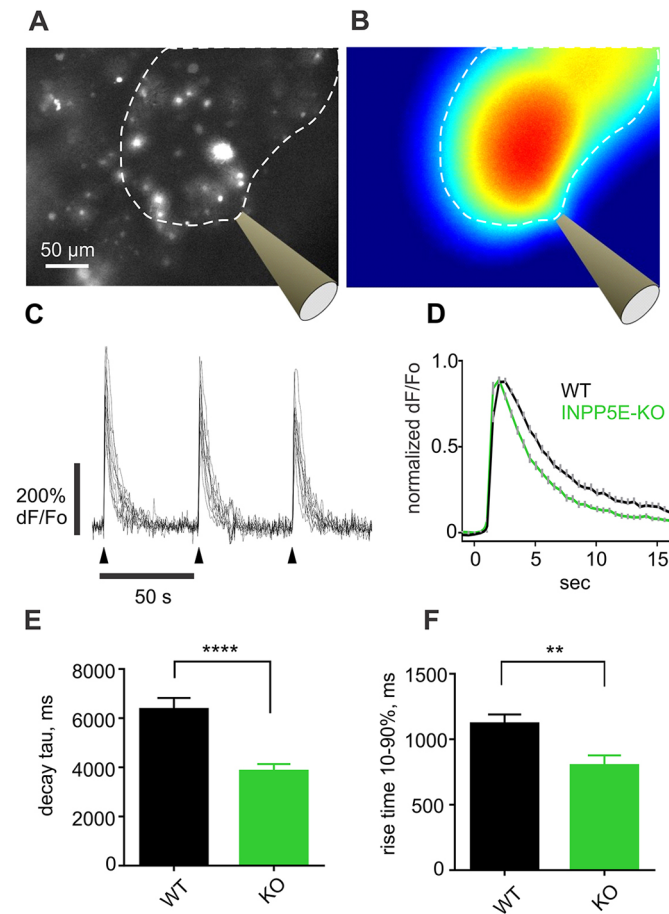 A
B
50 µm
C
D
200%
dF/Fo
50 s
normalized dF/Fo
1.0
0.5
0
WT
INPP5E-KO
0
5
10
15
sec
E
F
****
decay tau, ms
8000
6000
4000
2000
0
WT
KO
**
rise time 10-90%, ms
1500
1000
500
0
WT
KO